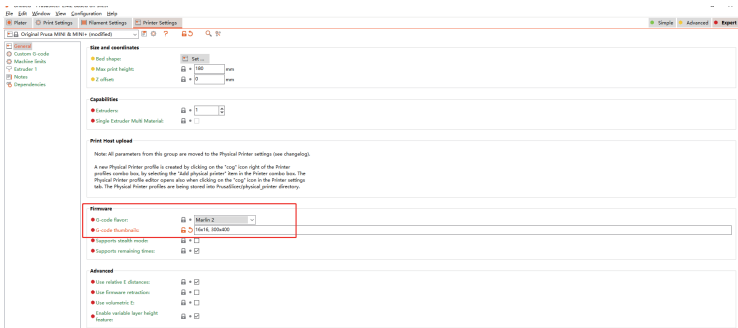 File Edit Window View Configuration Help
Plater Print Settings Filament Settings Printer Settings
Simple Advanced Expert
Original Prusa MINI & MINI+ (modified)
General
Custom G-code
Machine limits
Extruder 1
Notes
Dependencies
Size and coordinates
Bed shape: Set...
Max print height: 180 mm
Z offset: 0 mm
Capabilities
Extruders: 1
Single Extruder Multi Material:
Print Host upload
Note: All parameters from this group are moved to the Physical Printer settings (see changelog).
A new Physical Printer profile is created by clicking on the "cog" icon right of the Printer
profiles combo box, by selecting the "Add physical printer" item in the Printer combo box. The
Physical Printer profile editor opens also when clicking on the "cog" icon in the Printer settings
tab. The Physical Printer profiles are being stored into PrusaSlicer/physical_printer directory.
Firmware
G-code flavor: Marlin 2
G-code thumbnails: 16x16, 300x400
Supports stealth mode:
Supports remaining times:
Advanced
Use relative E distances:
Use firmware retraction:
Use volumetric E:
Enable variable layer height
feature: